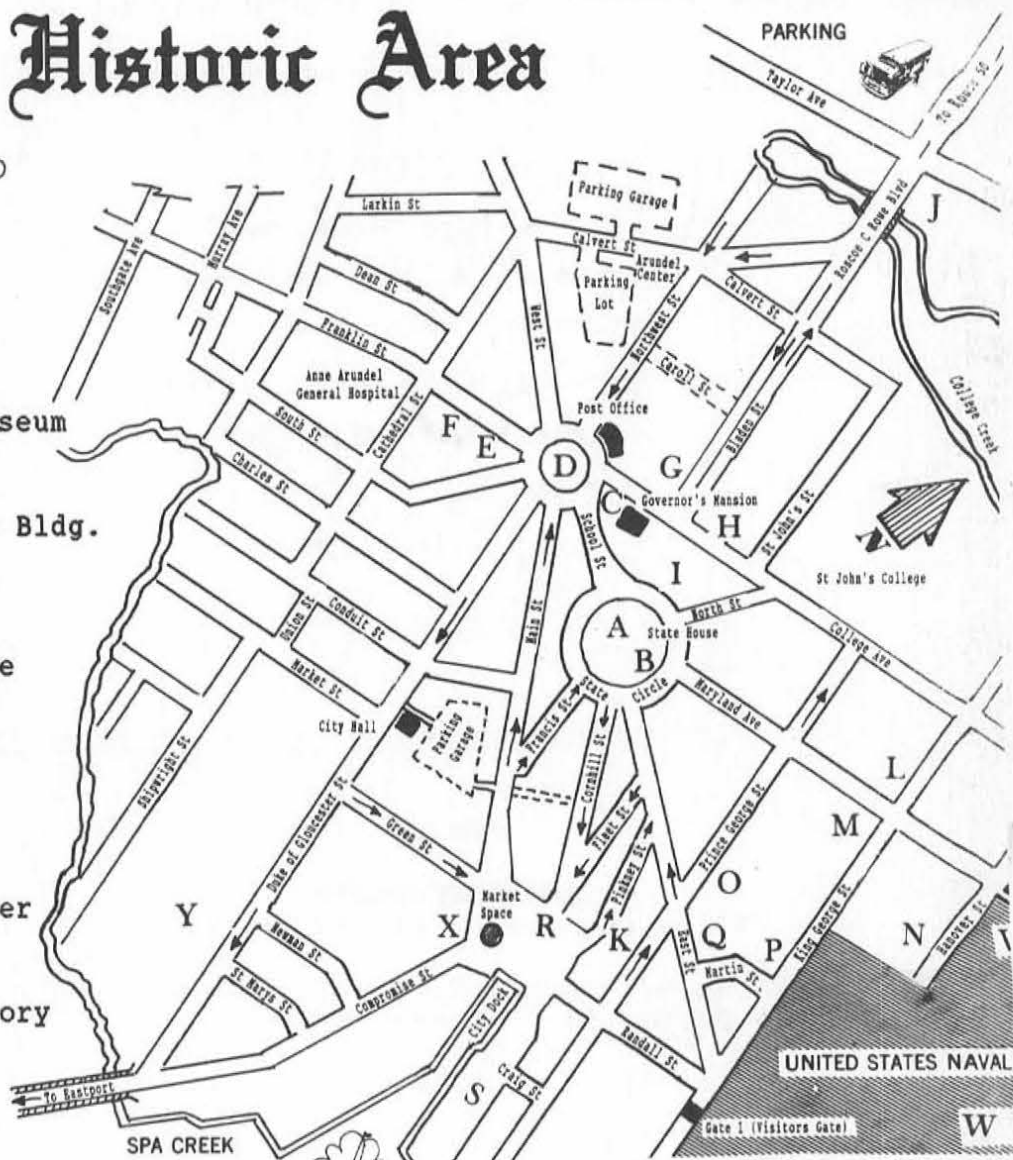 Historic Area
PARKING
Taylor Ave
To Route 50
Parking Garage
Larkin St
Calvert St
Arundel
Center
J
Southgate Ave
Murray Ave
Dean St
Parking
Lot
Calvert St
Roscoe C Rowe Blvd
West St
Northwest St
Franklin St
Caroll St
Anne Arundel
General Hospital
Post Office
College Creek
seum
South St
Cathedral St
F
E
Bladen St
Charles St
D
G
Governor's Mansion
Bldg.
C
H
School St
St John's St
N
I
St John's College
Conduit St
Union St
North St
Main St
A
State House
College Ave
e
B
Market St
State
Circle
Maryland Ave
City Hall
Francis St
Parking
Garage
Shipwright St
Cornhill St
L
Duke of Gloucester St
Prince George St
Fleet St
M
Green St
Pinkney St
O
er
Y
Market
Space
King George St
X
R
K
Q
P
N
Hanover St
Newman St
East St
Martin St.
St Marys St
Compromise St
ory
City Dock
Randall St
UNITED STATES NAVAL
To Eastport
S
Craig St
Gate 1 (Visitors Gate)
W
SPA CREEK